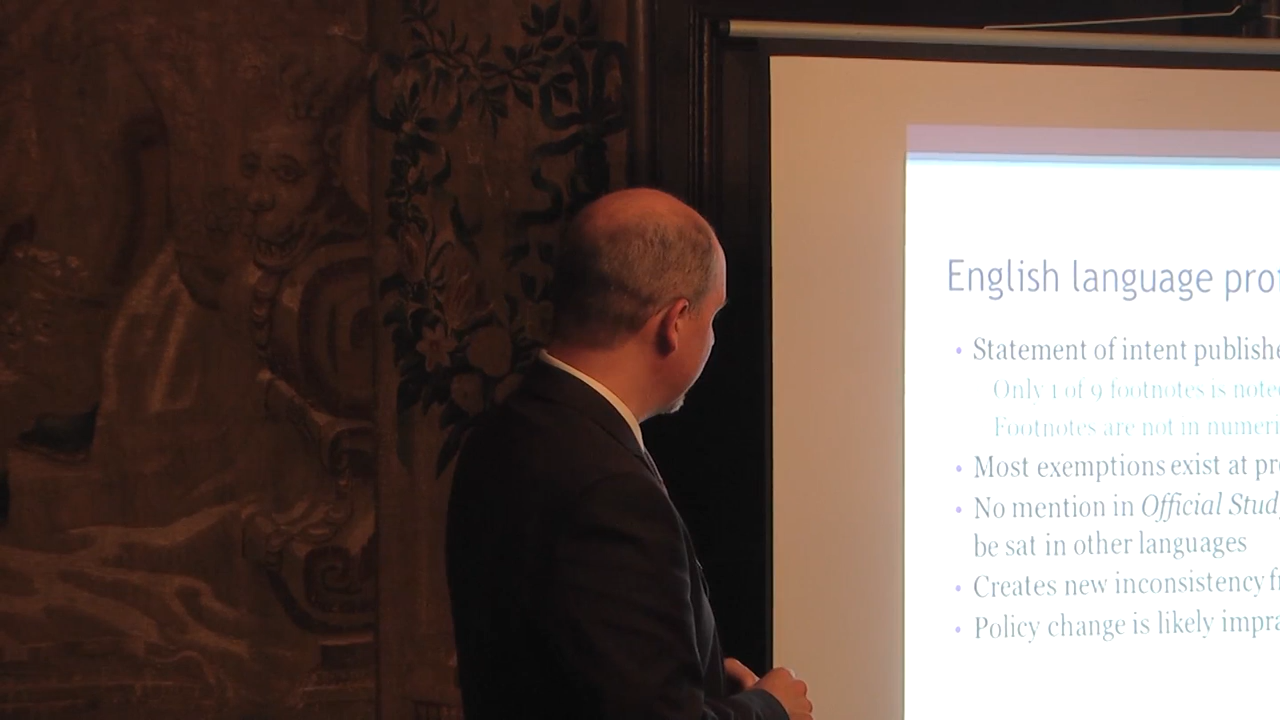 English language prof
• Statement of intent publishe
Only 1 of 9 footnotes is note
Footnotes are not in numeri
• Most exemptions exist at pr
• No mention in Official Stud
be sat in other languages
• Creates new inconsistency f
• Policy change is likely impra